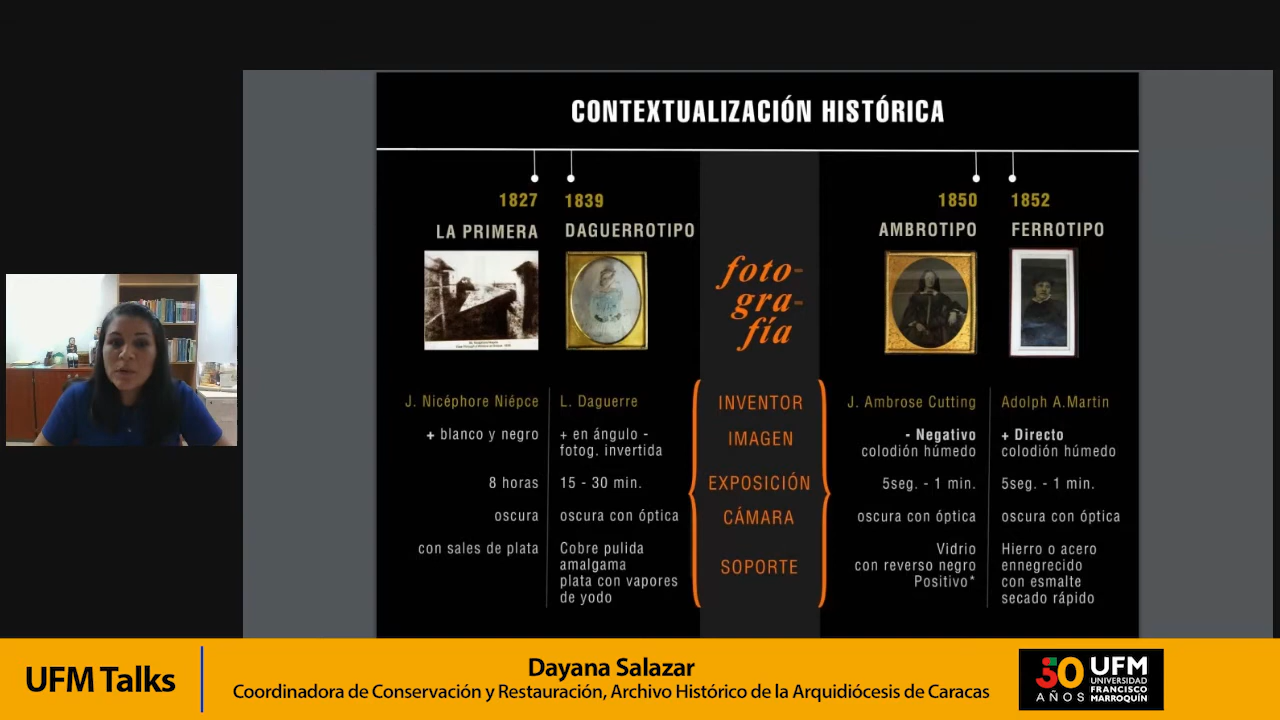 CONTEXTUALIZACIÓN HISTÓRICA
1827
LA PRIMERA
1839
DAGUERROTIPO
foto-
gra-
fía
1850
AMBROTIPO
1852
FERROTIPO
J. Nicéphore Niépce
L. Daguerre
INVENTOR
J. Ambrose Cutting
Adolph A.Martin
+ blanco y negro
+ en ángulo -
fotog. invertida
IMAGEN
- Negativo
colodión húmedo
+ Directo
colodión húmedo
8 horas
15 - 30 min.
EXPOSICIÓN
5seg. - 1 min.
5seg. - 1 min.
oscura
oscura con óptica
CÁMARA
oscura con óptica
oscura con óptica
con sales de plata
Cobre pulida
amalgama
plata con vapores
de yodo
SOPORTE
Vidrio
con reverso negro
Positivo*
Hierro o acero
ennegrecido
con esmalte
secado rápido
UFM Talks
Dayana Salazar
Coordinadora de Conservación y Restauración, Archivo Histórico de la Arquidiócesis de Caracas
50
AÑOS
UFM
UNIVERSIDAD
FRANCISCO
MARROQUÍN